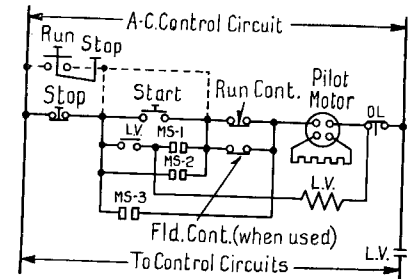 A-C. Control Circuit
Run
Stop
Stop
Start
Run Cont.
Pilot
Motor
OL
L.V.
MS-1
MS-2
MS-3
L.V.
Fld. Cont. (when used)
L.V.
To Control Circuits